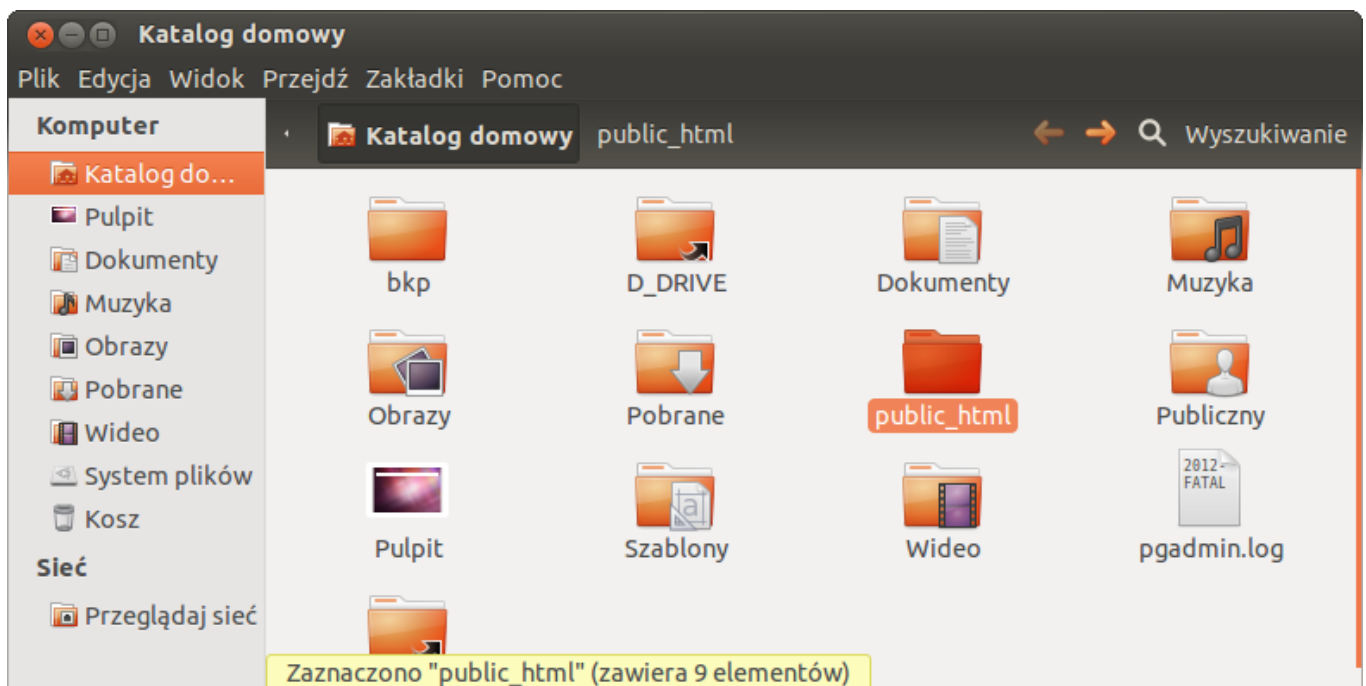 Katalog domowy
Plik Edycja Widok Przejdź Zakładki Pomoc
Komputer
Katalog do...
Pulpit
Dokumenty
Muzyka
Obrazy
Pobrane
Wideo
System plików
Kosz
Sieć
Przeglądaj sieć
Katalog domowy public_html Wyszukiwanie
bkp D_DRIVE Dokumenty Muzyka
Obrazy Pobrane public_html Publiczny
2012-
FATAL
a
Pulpit Szablony Wideo pgadmin.log
Zaznaczono "public_html" (zawiera 9 elementów)